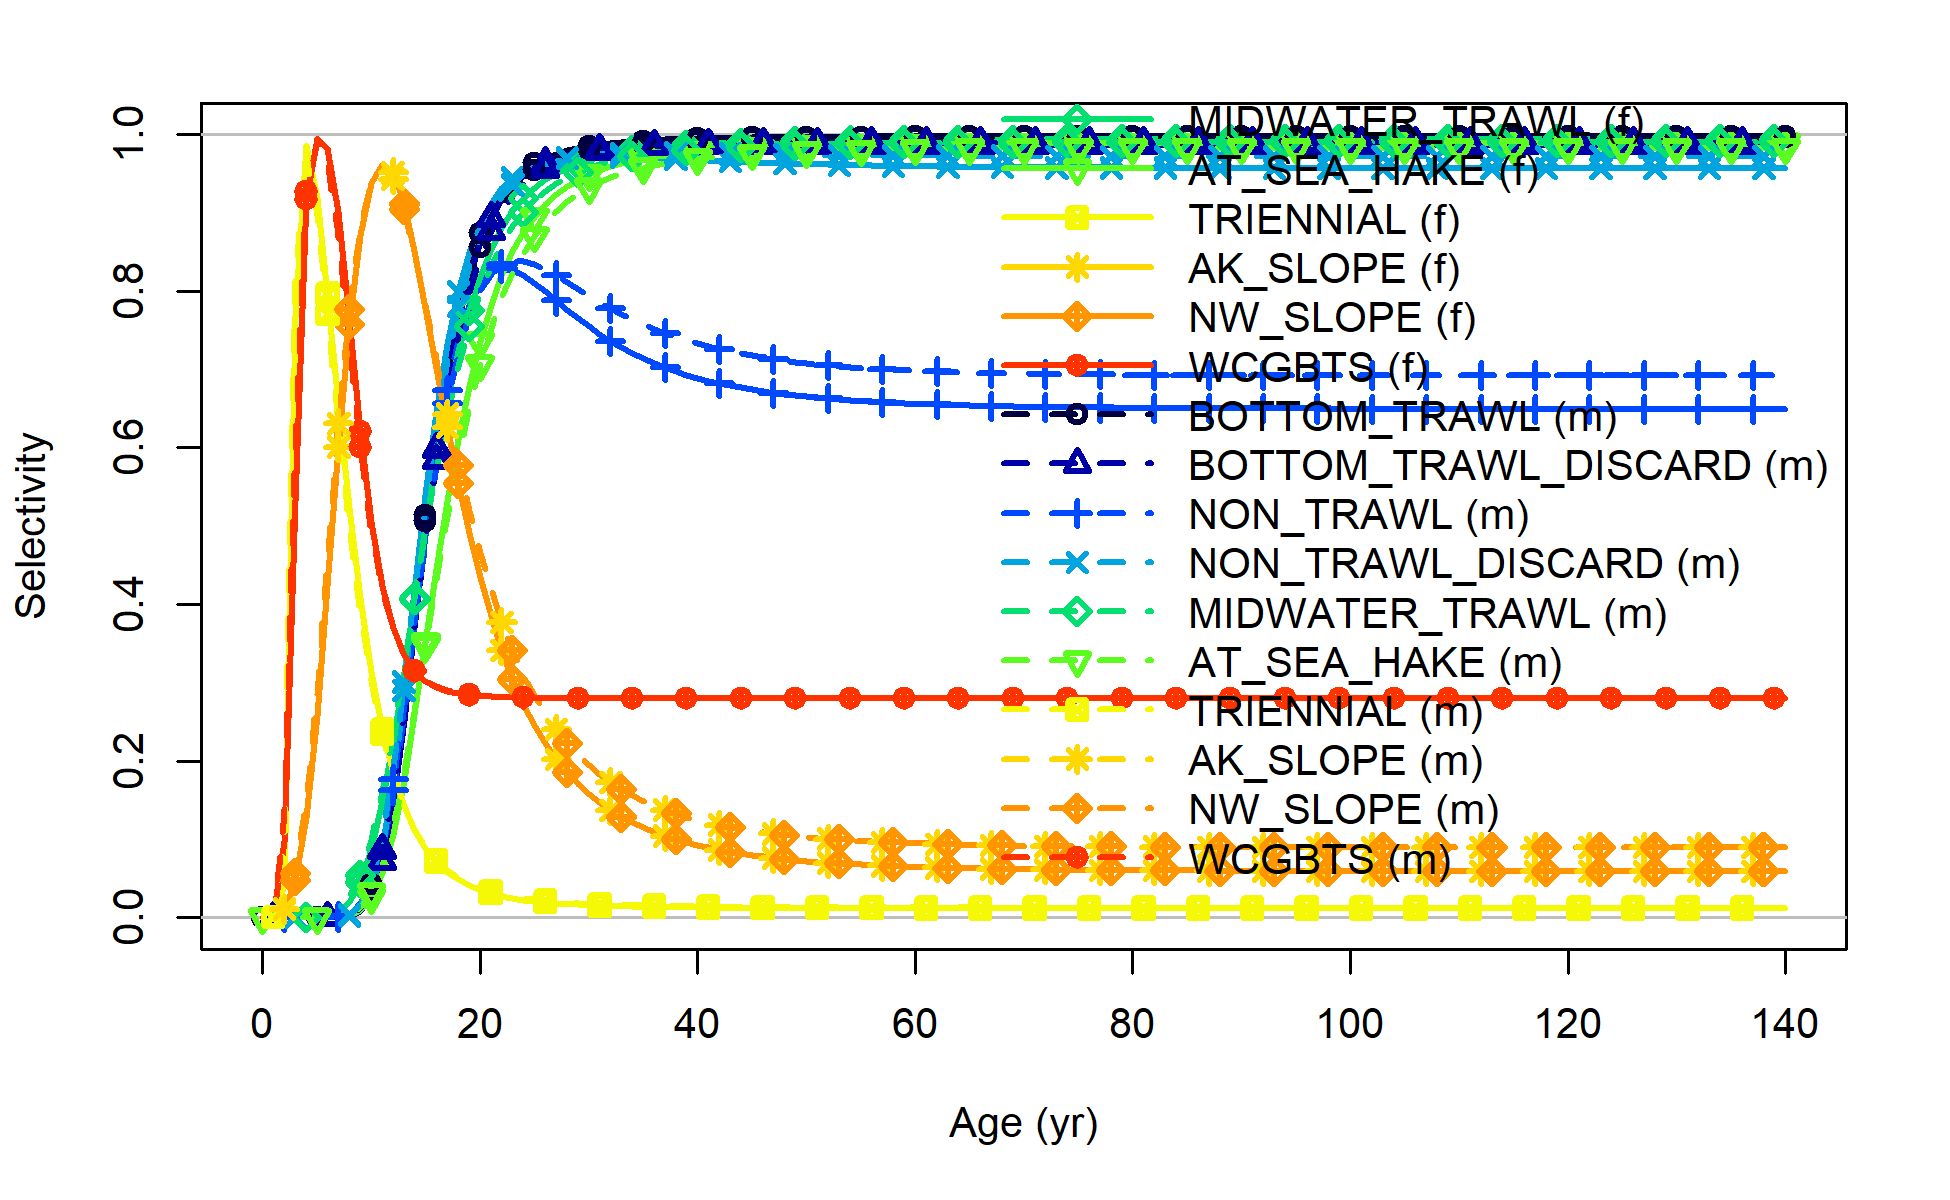 MIDWATER_TRAWL (f)
AT_SEA_HAKE (f)
TRIENNIAL (f)
AK_SLOPE (f)
NW_SLOPE (f)
WCGBTS (f)
BOTTOM_TRAWL (m)
BOTTOM_TRAWL_DISCARD (m)
NON_TRAWL (m)
NON_TRAWL_DISCARD (m)
MIDWATER_TRAWL (m)
AT_SEA_HAKE (m)
TRIENNIAL (m)
AK_SLOPE (m)
NW_SLOPE (m)
WCGBTS (m)
1.0
0.8
0.6
0.4
0.2
0.0
Selectivity
0 20 40 60 80 100 120 140
Age (yr)